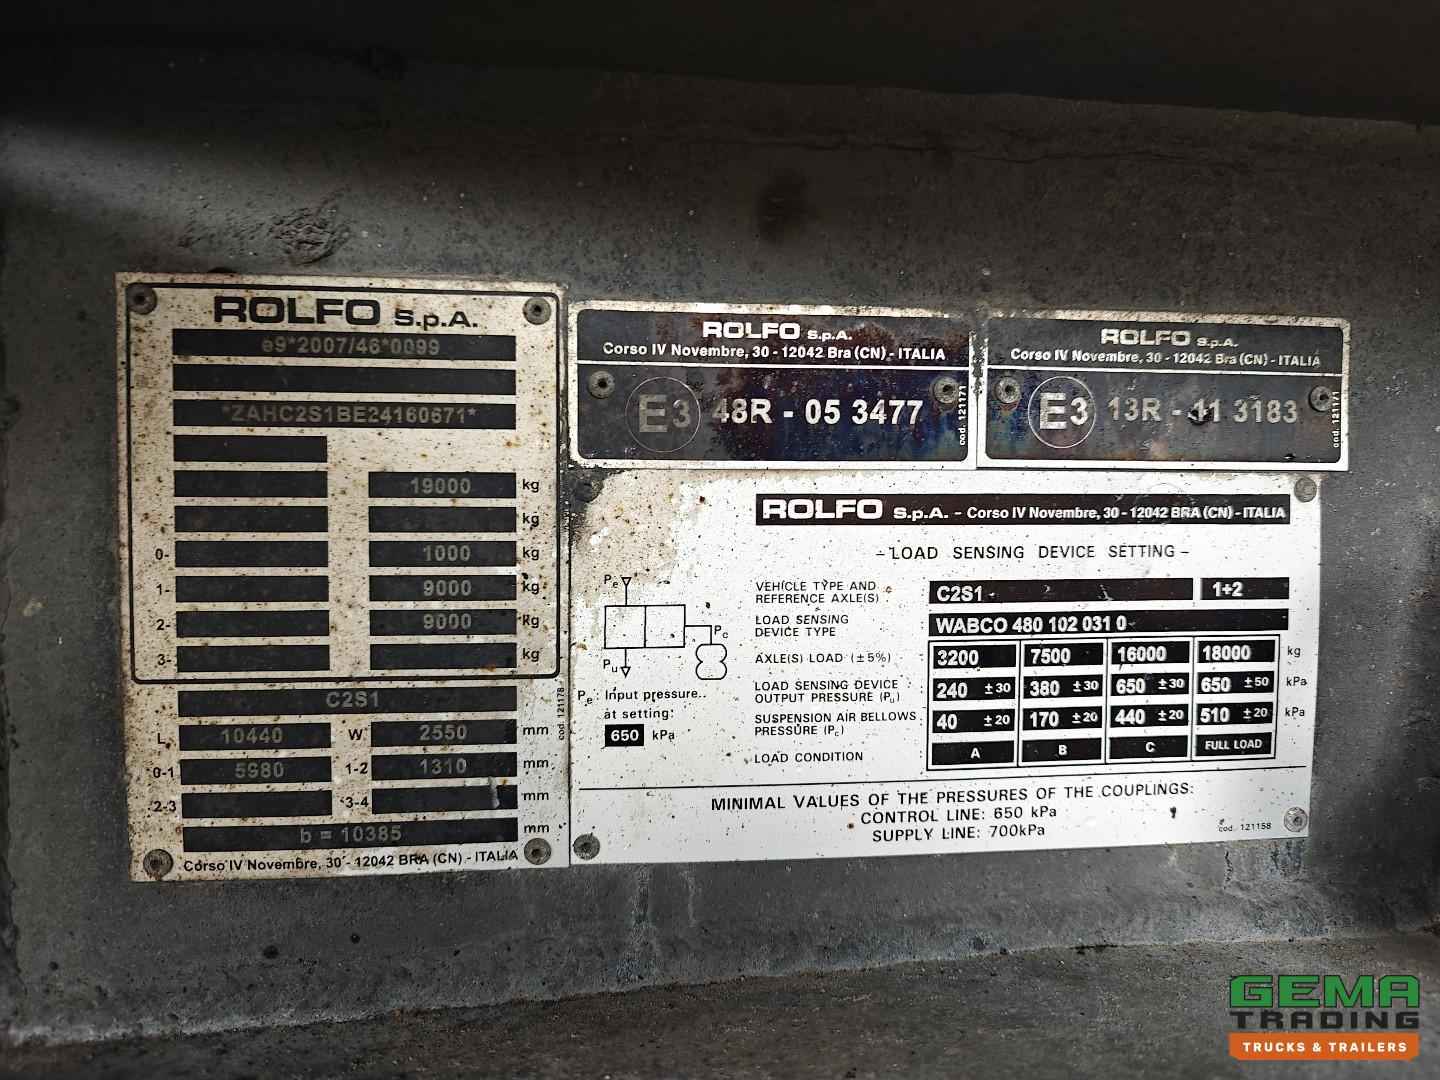 ROLFO S.p.A.
e9*2007/46*0099
*ZAHC2S1BE24160671*
19000 kg
kg
0- 1000 kg
1- 9000 kg
2- 9000 kg
3- kg
C2S1
L 10440 W 2550 mm
0-1 5980 1-2 1310 mm
2-3 3-4 mm
b = 10385 mm
Corso IV Novembre, 30 - 12042 BRA (CN) - ITALIA
cod. 121178
ROLFO S.p.A.
Corso IV Novembre, 30 - 12042 Bra (CN) - ITALIA
E3 48R - 05 3477
cod. 121171
ROLFO S.p.A.
Corso IV Novembre, 30 - 12042 Bra (CN) - ITALIA
E3 13R - 11 3183
cod. 121171
ROLFO S.p.A. - Corso IV Novembre, 30 - 12042 BRA (CN) - ITALIA
- LOAD SENSING DEVICE SETTING -
Pe
Pc
Pu
Pe: Input pressure..
at setting:
650 kPa
VEHICLE TYPE AND
REFERENCE AXLE(S) C2S1 1+2
LOAD SENSING
DEVICE TYPE WABCO 480 102 031 0
AXLE(S) LOAD (±5%) 3200 7500 16000 18000 kg
LOAD SENSING DEVICE
OUTPUT PRESSURE (Pu) 240 ±30 380 ±30 650 ±30 650 ±50 kPa
SUSPENSION AIR BELLOWS
PRESSURE (Pc) 40 ±20 170 ±20 440 ±20 510 ±20 kPa
LOAD CONDITION A B C FULL LOAD
MINIMAL VALUES OF THE PRESSURES OF THE COUPLINGS:
CONTROL LINE: 650 kPa
SUPPLY LINE: 700kPa
cod. 121158
GEMA
TRADING
TRUCKS & TRAILERS